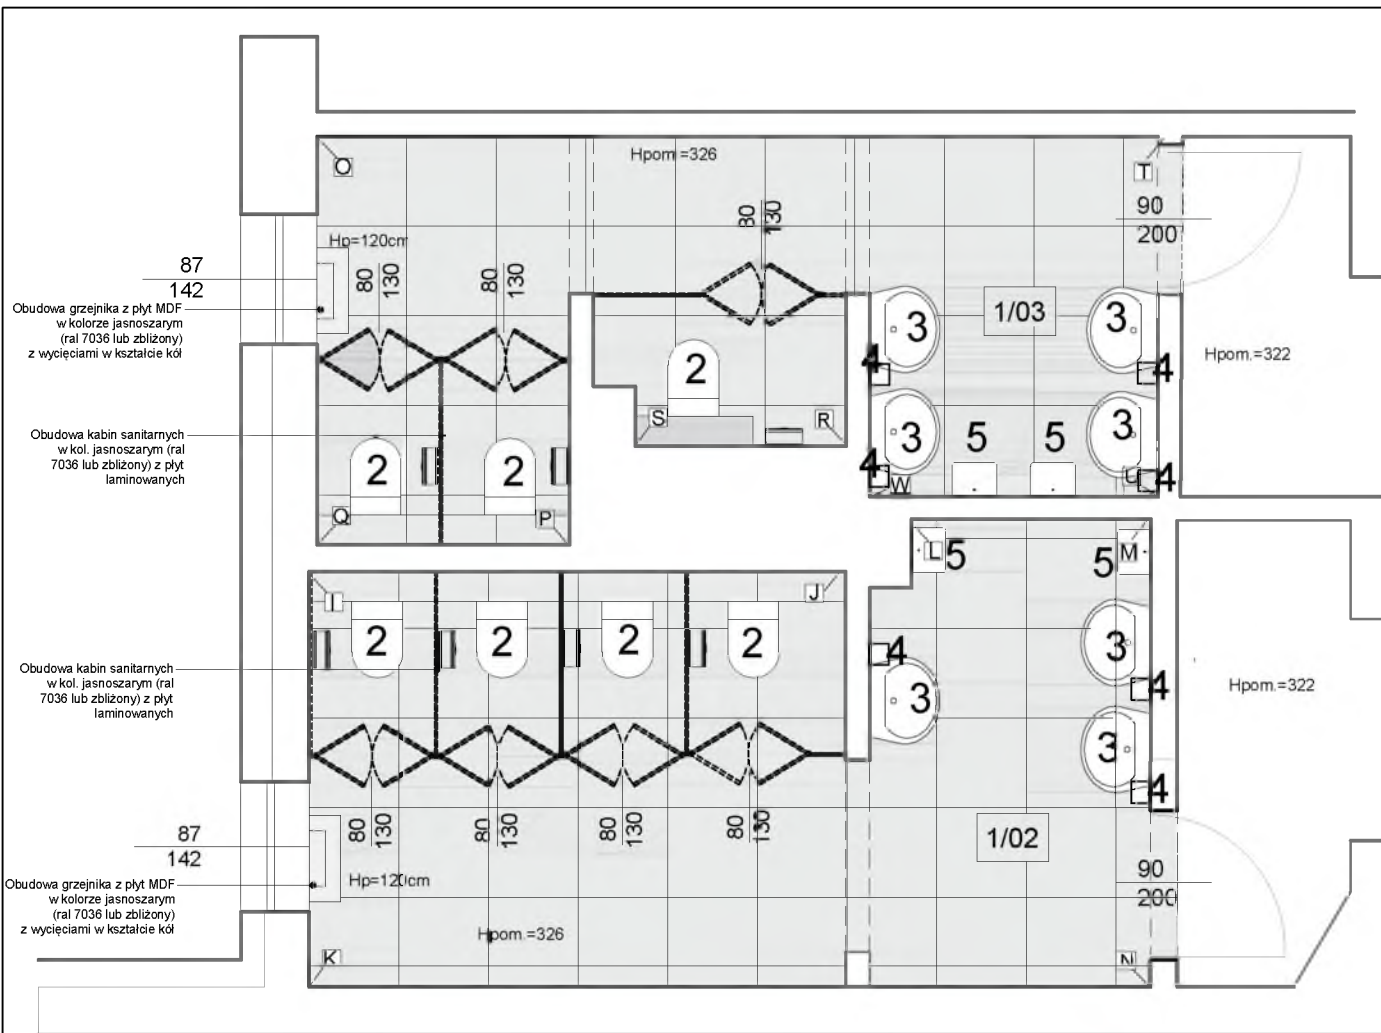 Hpom.=326
O
T
80
130
90
200
Hp=120cm
87
142
80
130
80
130
Obudowa grzejnika z płyt MDF
w kolorze jasnoszarym
(ral 7036 lub zbliżony)
z wycięciami w kształcie kół
1/03
3
3
Hpom.=322
4
4
2
S
R
3
3
5
5
Obudowa kabin sanitarnych
w kol. jasnoszarym (ral
7036 lub zbliżony) z płyt
laminowanych
2
2
4
4
W
U
Q
P
L
5
5
M
I
J
2
2
2
2
3
4
Obudowa kabin sanitarnych
w kol. jasnoszarym (ral
7036 lub zbliżony) z płyt
laminowanych
3
4
Hpom.=322
3
4
80
130
80
130
80
130
80
130
87
142
1/02
90
200
Obudowa grzejnika z płyt MDF
w kolorze jasnoszarym
(ral 7036 lub zbliżony)
z wycięciami w kształcie kół
Hp=120cm
Hpom.=326
K
N